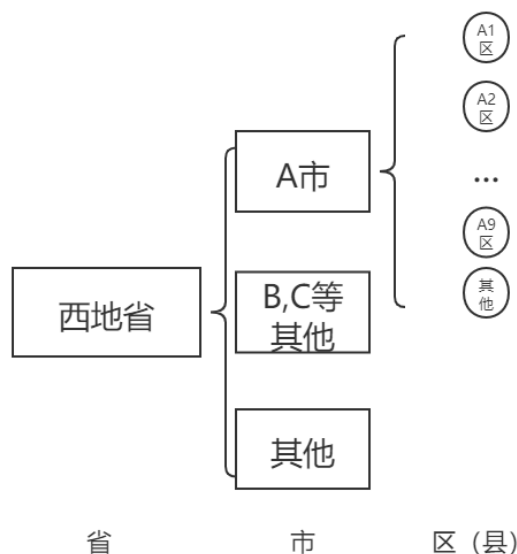 西地省
A市
B,C等
其他
其他
A1
区
A2
区
...
A9
区
其
他
省
市
区（县）